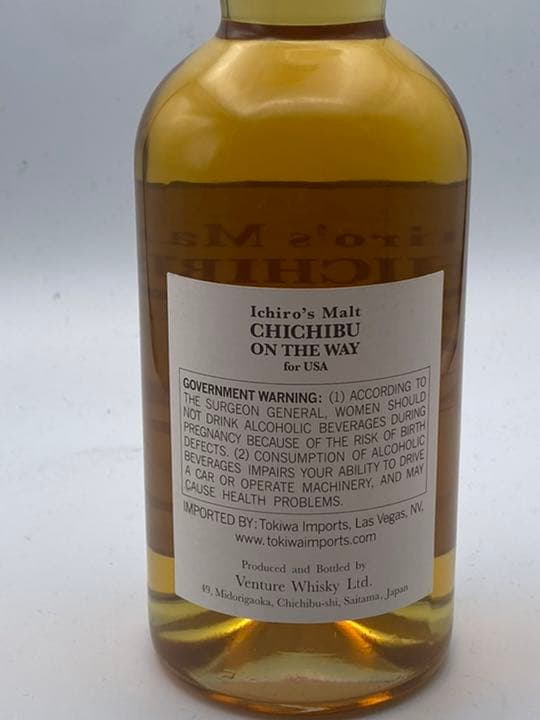 Ichiro's Malt
CHICHIBU
ON THE WAY
for USA
GOVERNMENT WARNING: (1) ACCORDING TO
THE SURGEON GENERAL, WOMEN SHOULD
NOT DRINK ALCOHOLIC BEVERAGES DURING
PREGNANCY BECAUSE OF THE RISK OF BIRTH
DEFECTS. (2) CONSUMPTION OF ALCOHOLIC
BEVERAGES IMPAIRS YOUR ABILITY TO DRIVE
A CAR OR OPERATE MACHINERY, AND MAY
CAUSE HEALTH PROBLEMS.
IMPORTED BY: Tokiwa Imports, Las Vegas, NV,
www.tokiwaimports.com
Produced and Bottled by
Venture Whisky Ltd.
49, Midorigaoka, Chichibu-shi, Saitama, Japan